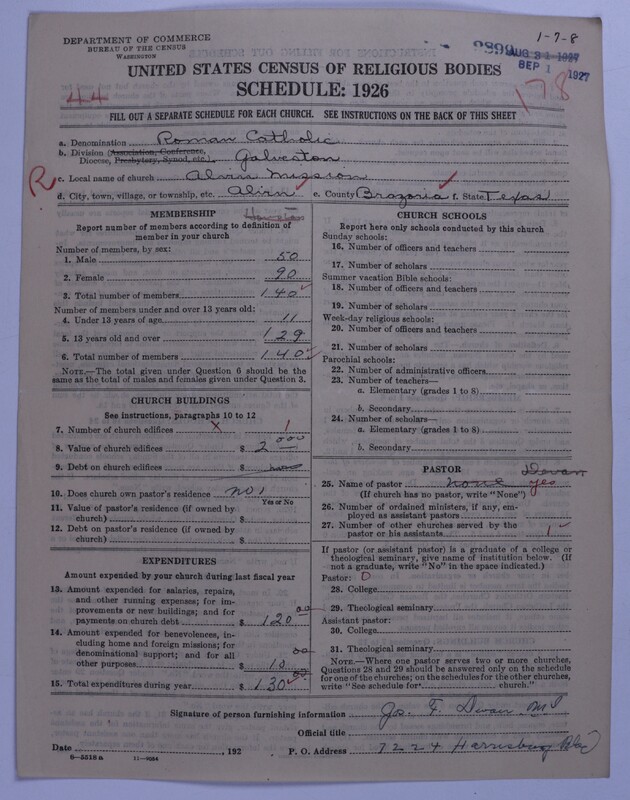 DEPARTMENT OF COMMERCE
BUREAU OF THE CENSUS
WASHINGTON
1-7-8
9899 AUG 31 1927
SEP 1 1927
UNITED STATES CENSUS OF RELIGIOUS BODIES
SCHEDULE: 1926
44
178
FILL OUT A SEPARATE SCHEDULE FOR EACH CHURCH. SEE INSTRUCTIONS ON THE BACK OF THIS SHEET
a. Denomination Roman Catholic
b. Division (Association, Conference, Diocese, Presbytery, Synod, etc.) Galveston
R
c. Local name of church Alvin Mission
d. City, town, village, or township, etc. Alvin e. County Brazoria f. State Texas
MEMBERSHIP
Houston
Report number of members according to definition of
member in your church
Number of members, by sex:
1. Male 50
2. Female 90
3. Total number of members 140
Number of members under and over 13 years old:
4. Under 13 years of age 11
5. 13 years old and over 129
6. Total number of members 140
NOTE.—The total given under Question 6 should be the
same as the total of males and females given under Question 3.
CHURCH BUILDINGS
See instructions, paragraphs 10 to 12
7. Number of church edifices X 1
8. Value of church edifices $ 2000
9. Debt on church edifices $ none
10. Does church own pastor's residence no
Yes or No
11. Value of pastor's residence (if owned by
church) $
12. Debt on pastor's residence (if owned by
church) $
EXPENDITURES
Amount expended by your church during last fiscal year
13. Amount expended for salaries, repairs,
and other running expenses; for im-
provements or new buildings; and for
payments on church debt $ 120 00
14. Amount expended for benevolences, in-
cluding home and foreign missions; for
denominational support; and for all
other purposes $ 10 00
15. Total expenditures during year $ 130 00
CHURCH SCHOOLS
Report here only schools conducted by this church
Sunday schools:
16. Number of officers and teachers
17. Number of scholars
Summer vacation Bible schools:
18. Number of officers and teachers
19. Number of scholars
Week-day religious schools:
20. Number of officers and teachers
21. Number of scholars
Parochial schools:
22. Number of administrative officers
23. Number of teachers—
a. Elementary (grades 1 to 8)
b. Secondary
24. Number of scholars—
a. Elementary (grades 1 to 8)
b. Secondary
PASTOR
Dewan
25. Name of pastor none yes
(If church has no pastor, write "None")
26. Number of ordained ministers, if any, em-
ployed as assistant pastors
27. Number of other churches served by the
pastor or his assistants 1
If pastor (or assistant pastor) is a graduate of a college or
theological seminary, give name of institution below. (If
not a graduate, write "No" in the space indicated.)
Pastor: 0
28. College
29. Theological seminary
Assistant pastor:
30. College
31. Theological seminary
NOTE.—Where one pastor serves two or more churches,
Questions 28 and 29 should be answered only on the schedule
for one of the churches; on the schedules for the other churches,
write "See schedule for church."
Signature of person furnishing information Jos. F. Dwan
Official title
Date , 192 P. O. Address 7224 Harrisburg Blvd
8—5518 a 11—9034